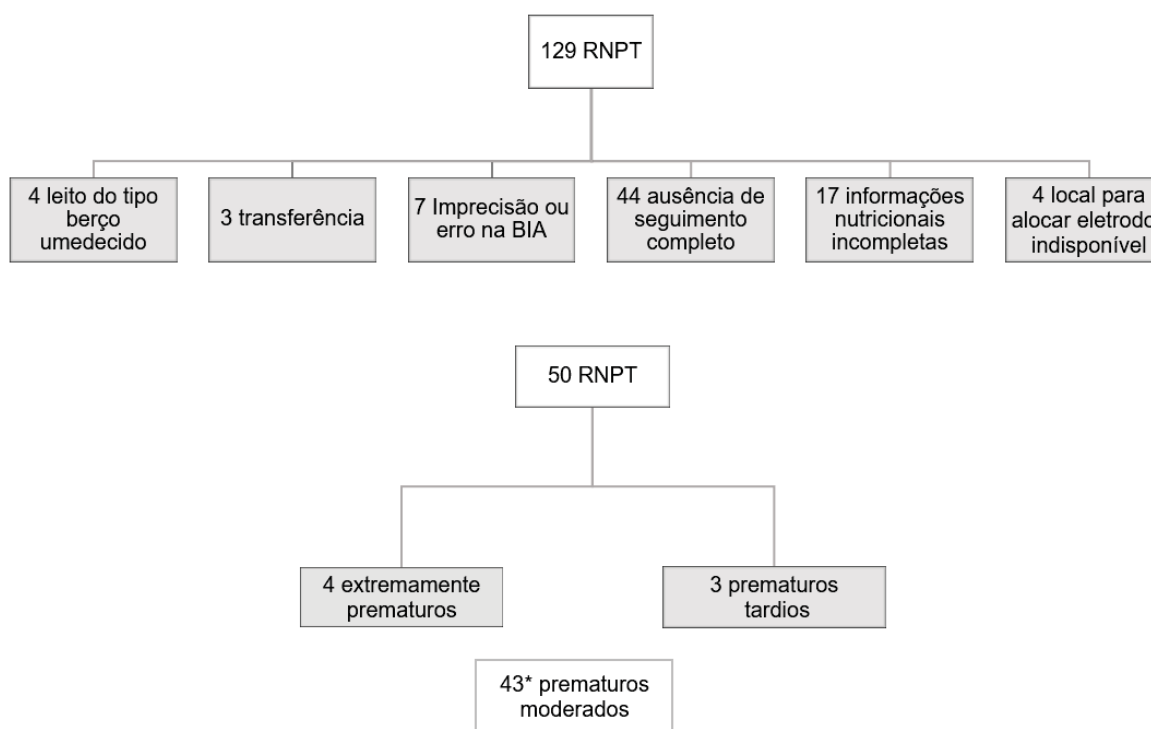 129 RNPT
4 leito do tipo
berço
umedecido
3 transferência
7 Imprecisão ou
erro na BIA
44 ausência de
seguimento
completo
17 informações
nutricionais
incompletas
4 local para
alocar eletrodo
indisponível
50 RNPT
4 extremamente
prematuros
3 prematuros
tardios
43* prematuros
moderados